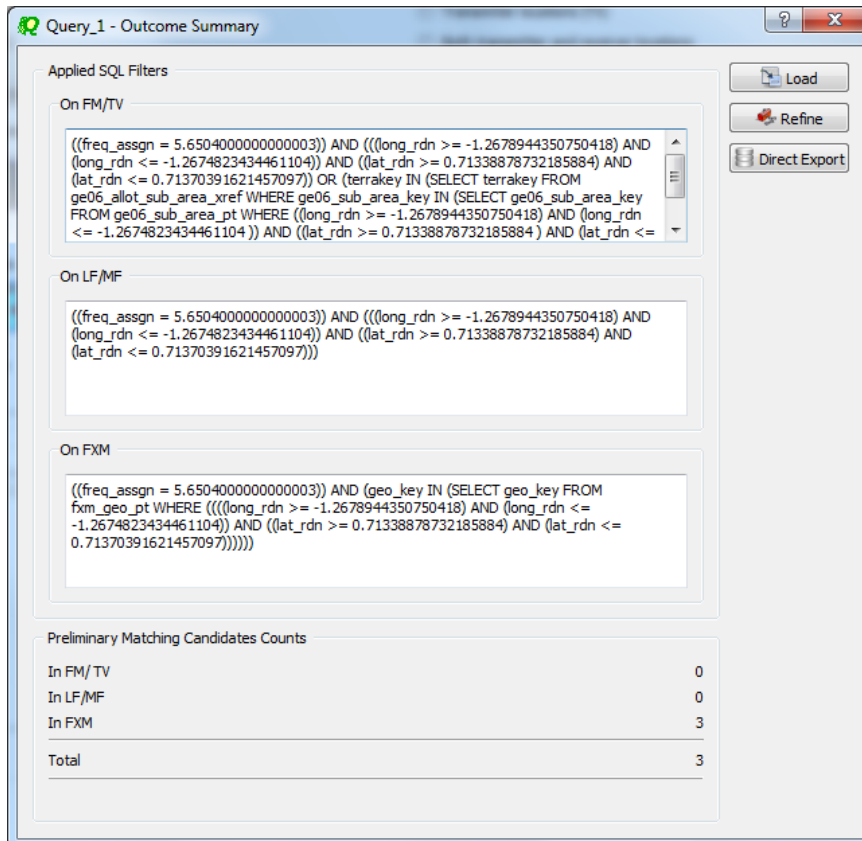 Query_1 - Outcome Summary
Applied SQL Filters
Load
Refine
Direct Export
On FM/TV
((freq_assgn = 5.6504000000000003)) AND (((long_rdn >= -1.2678944350750418) AND
(long_rdn <= -1.2674823434461104)) AND ((lat_rdn >= 0.71338878732185884) AND
(lat_rdn <= 0.71370391621457097)) OR (terrakey IN (SELECT terrakey FROM
ge06_allot_sub_area_xref WHERE ge06_sub_area_key IN (SELECT ge06_sub_area_key
FROM ge06_sub_area_pt WHERE ((long_rdn >= -1.2678944350750418) AND (long_rdn
<= -1.2674823434461104 )) AND ((lat_rdn >= 0.71338878732185884 ) AND (lat_rdn <=
On LF/MF
((freq_assgn = 5.6504000000000003)) AND (((long_rdn >= -1.2678944350750418) AND
(long_rdn <= -1.2674823434461104)) AND ((lat_rdn >= 0.71338878732185884) AND
(lat_rdn <= 0.71370391621457097)))
On FXM
((freq_assgn = 5.6504000000000003)) AND (geo_key IN (SELECT geo_key FROM
fxm_geo_pt WHERE ((((long_rdn >= -1.2678944350750418) AND (long_rdn <=
-1.2674823434461104)) AND ((lat_rdn >= 0.71338878732185884) AND (lat_rdn <=
0.71370391621457097))))))
Preliminary Matching Candidates Counts
In FM/ TV 0
In LF/MF 0
In FXM 3
Total 3